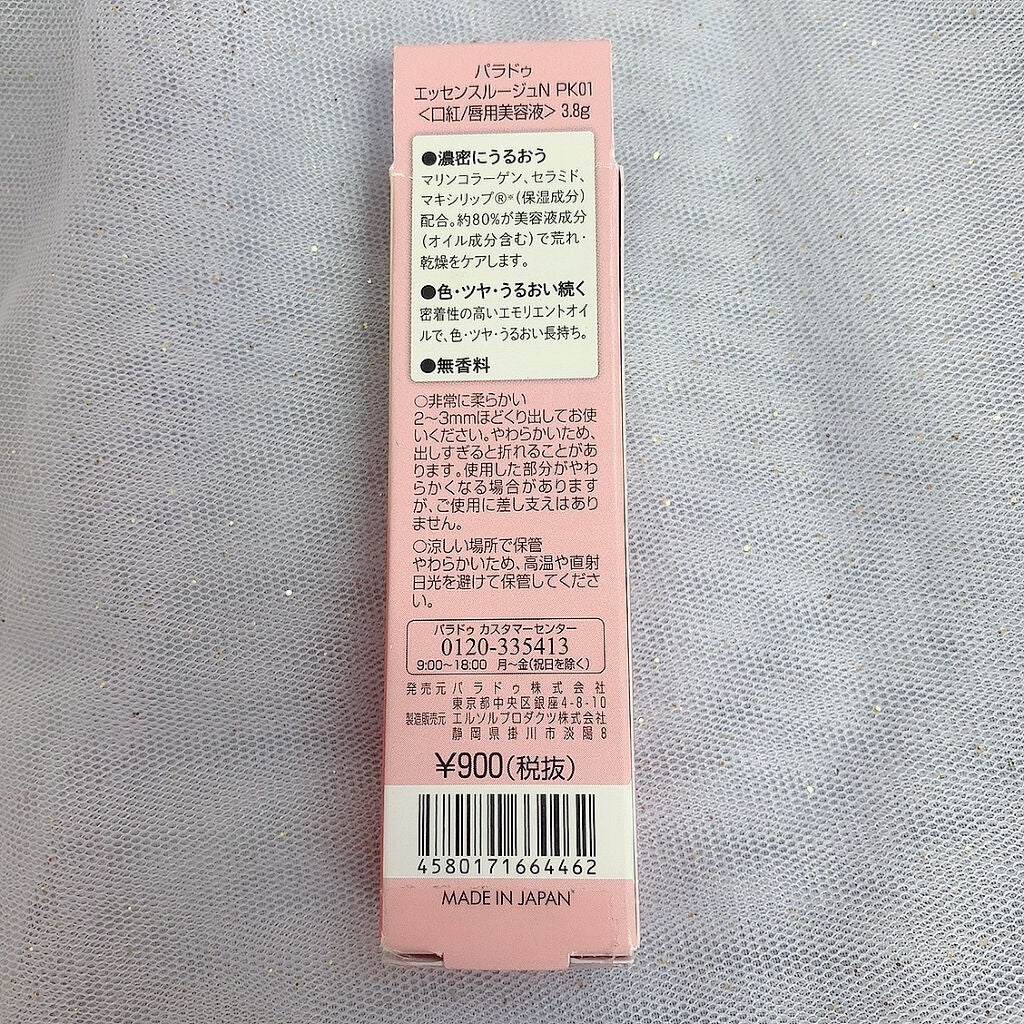 パラドゥ
エッセンスルージュN PK01
<口紅/唇用美容液> 3.8g
●濃密にうるおう
マリンコラーゲン、セラミド、
マキシリップ®*(保湿成分)
配合。約80%が美容液成分
(オイル成分含む)で荒れ・
乾燥をケアします。
●色・ツヤ・うるおい続く
密着性の高いエモリエントオイ
ルで、色・ツヤ・うるおい長持ち。
●無香料
○非常に柔らかい
2〜3mmほどくり出してお使
いください。やわらかいため、
出しすぎると折れることがあ
ります。使用した部分がやわ
らかくなる場合があります
が、ご使用に差し支えはあり
ません。
○涼しい場所で保管
やわらかいため、高温や直射
日光を避けて保管してくださ
い。
パラドゥ カスタマーセンター
0120-335413
9:00〜18:00 月〜金(祝日を除く)
発売元 パラドゥ株式会社
東京都中央区銀座4-8-10
製造販売元 エルソルプロダクツ株式会社
静岡県掛川市淡陽8
¥900(税抜)
4580171664462
MADE IN JAPAN